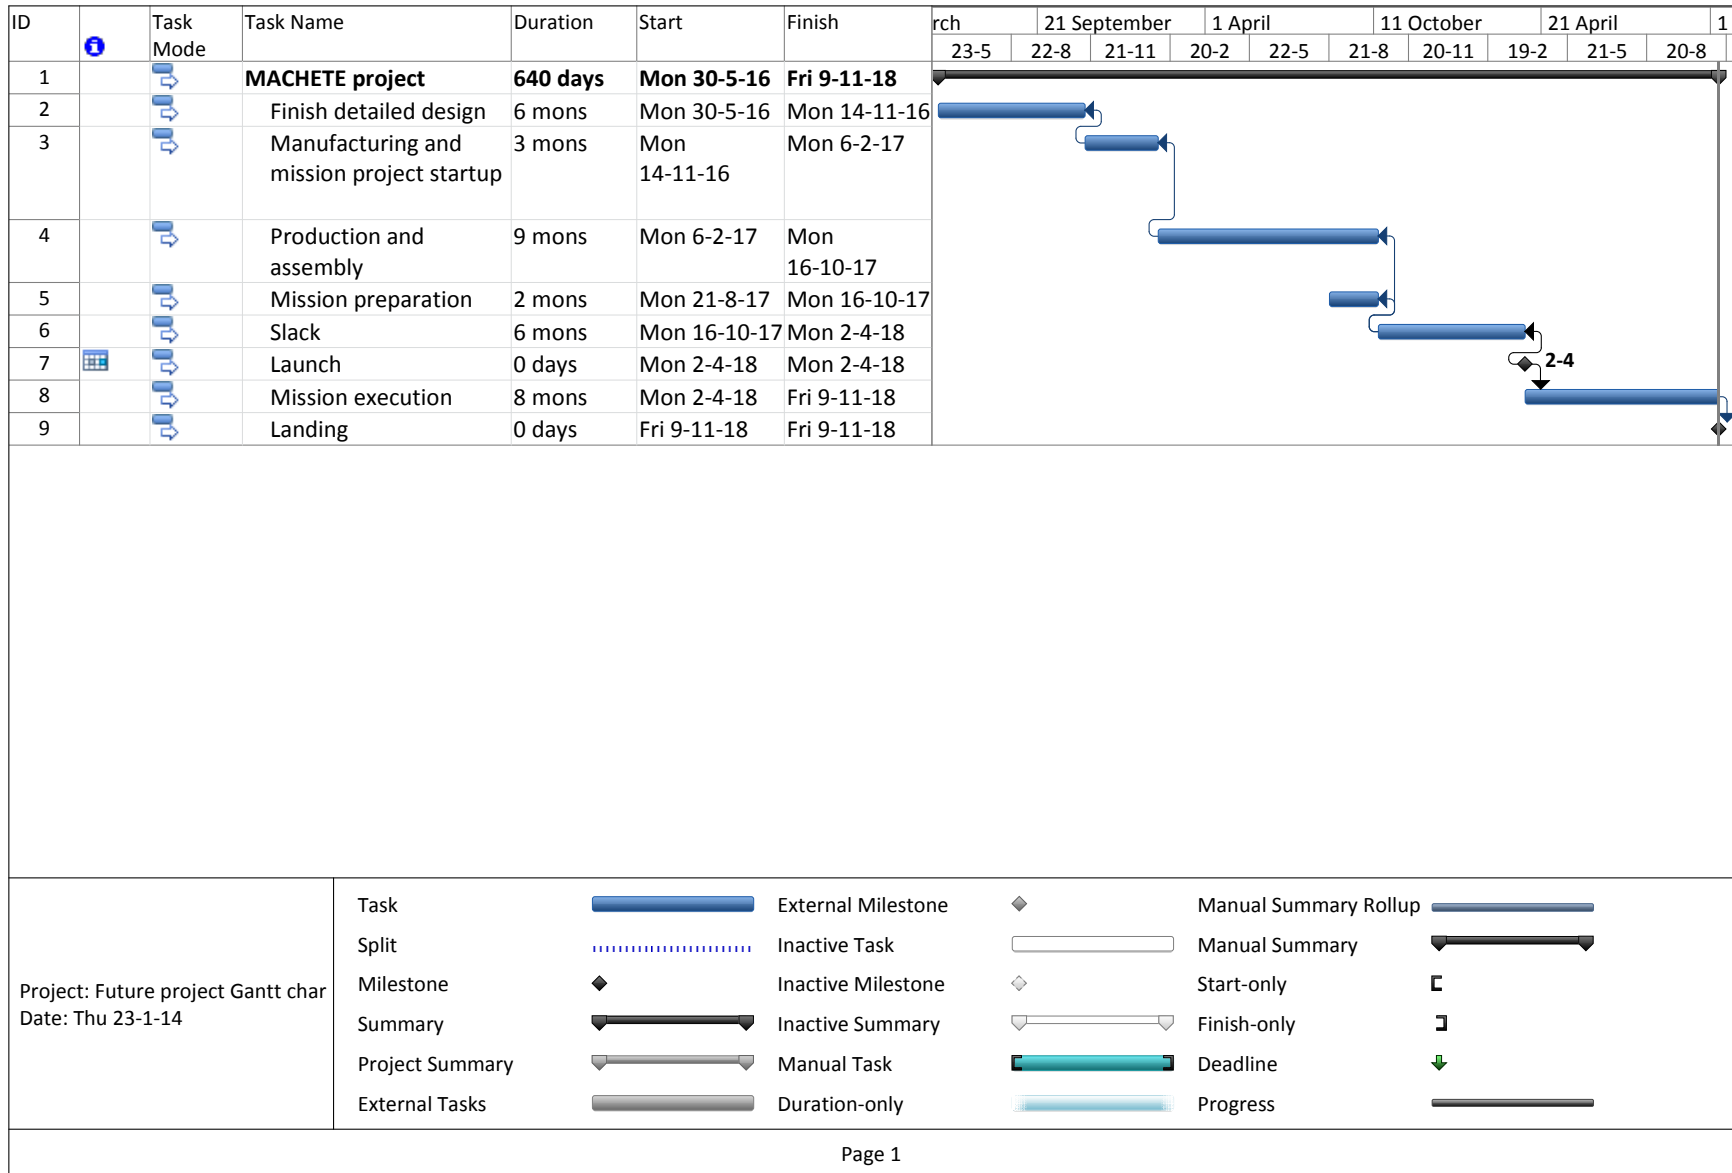 ID Task Mode Task Name Duration Start Finish
rch 21 September 1 April 11 October 21 April 1
23-5 22-8 21-11 20-2 22-5 21-8 20-11 19-2 21-5 20-8
1 MACHETE project 640 days Mon 30-5-16 Fri 9-11-18
2 Finish detailed design 6 mons Mon 30-5-16 Mon 14-11-16
3 Manufacturing and 3 mons Mon Mon 6-2-17
mission project startup 14-11-16
4 Production and 9 mons Mon 6-2-17 Mon
assembly 16-10-17
5 Mission preparation 2 mons Mon 21-8-17 Mon 16-10-17
6 Slack 6 mons Mon 16-10-17 Mon 2-4-18
7 Launch 0 days Mon 2-4-18 Mon 2-4-18 2-4
8 Mission execution 8 mons Mon 2-4-18 Fri 9-11-18
9 Landing 0 days Fri 9-11-18 Fri 9-11-18
Project: Future project Gantt char
Date: Thu 23-1-14
Task External Milestone Manual Summary Rollup
Split Inactive Task Manual Summary
Milestone Inactive Milestone Start-only
Summary Inactive Summary Finish-only
Project Summary Manual Task Deadline
External Tasks Duration-only Progress
Page 1